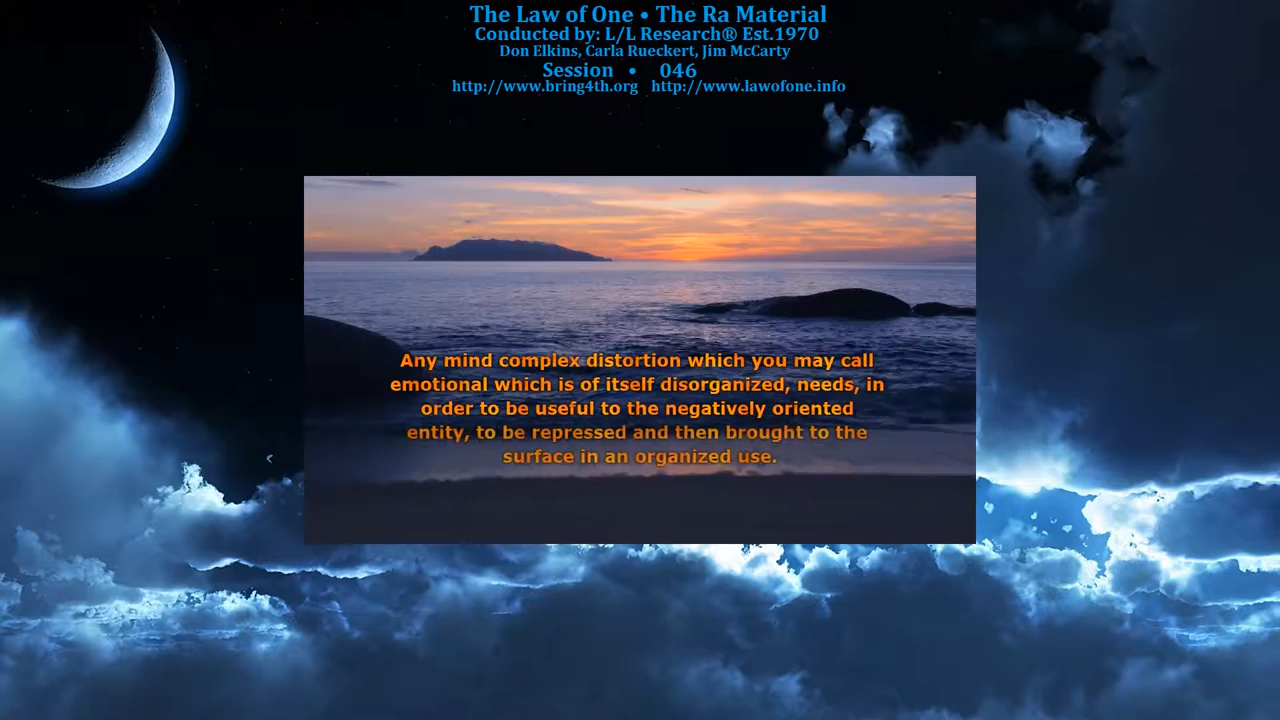 The Law of One • The Ra Material
Conducted by: L/L Research® Est.1970
Don Elkins, Carla Rueckert, Jim McCarty
Session • 046
http://www.bring4th.org http://www.lawofone.info
Any mind complex distortion which you may call
emotional which is of itself disorganized, needs, in
order to be useful to the negatively oriented
entity, to be repressed and then brought to the
surface in an organized use.